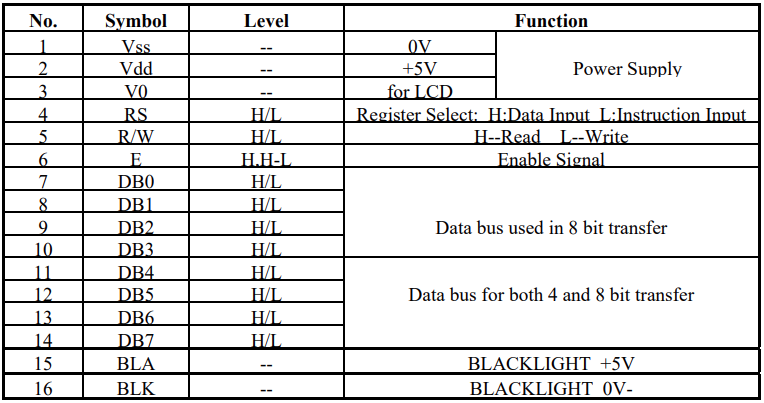 No. Symbol Level Function
1 Vss -- 0V
2 Vdd -- +5V Power Supply
3 V0 -- for LCD
4 RS H/L Register Select: H:Data Input L:Instruction Input
5 R/W H/L H--Read L--Write
6 E H.H-L Enable Signal
7 DB0 H/L
8 DB1 H/L
9 DB2 H/L Data bus used in 8 bit transfer
10 DB3 H/L
11 DB4 H/L
12 DB5 H/L Data bus for both 4 and 8 bit transfer
13 DB6 H/L
14 DB7 H/L
15 BLA -- BLACKLIGHT +5V
16 BLK -- BLACKLIGHT 0V-